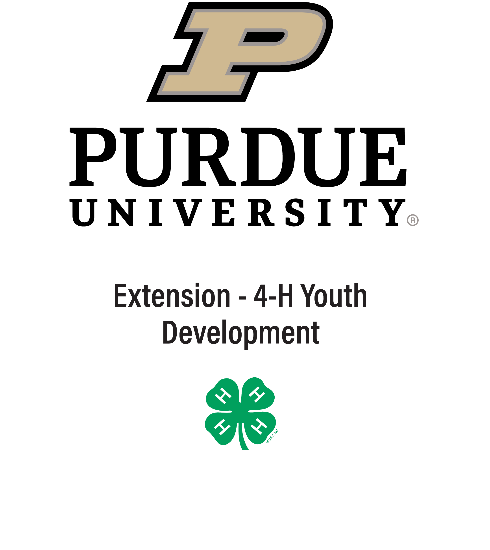 P
PURDUE
UNIVERSITY®
Extension - 4-H Youth
Development
H H
H H